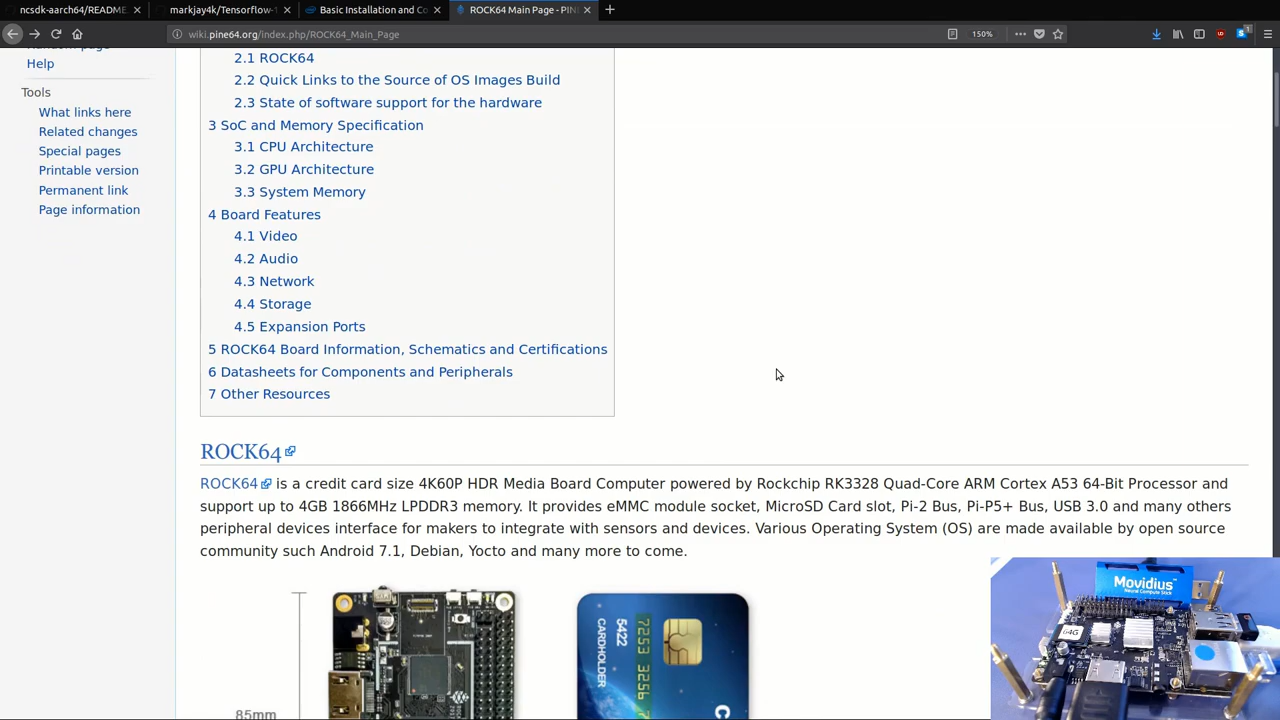 ncsdk-aarch64/README.
markjay4k/Tensorflow-1
Basic Installation and Co
ROCK64 Main Page - PINE
wiki.pine64.org/index.php/ROCK64_Main_Page
150%
Help
Tools
What links here
Related changes
Special pages
Printable version
Permanent link
Page information
2.1 ROCK64
2.2 Quick Links to the Source of OS Images Build
2.3 State of software support for the hardware
3 SoC and Memory Specification
3.1 CPU Architecture
3.2 GPU Architecture
3.3 System Memory
4 Board Features
4.1 Video
4.2 Audio
4.3 Network
4.4 Storage
4.5 Expansion Ports
5 ROCK64 Board Information, Schematics and Certifications
6 Datasheets for Components and Peripherals
7 Other Resources
ROCK64
ROCK64 is a credit card size 4K60P HDR Media Board Computer powered by Rockchip RK3328 Quad-Core ARM Cortex A53 64-Bit Processor and
support up to 4GB 1866MHz LPDDR3 memory. It provides eMMC module socket, MicroSD Card slot, Pi-2 Bus, Pi-P5+ Bus, USB 3.0 and many others
peripheral devices interface for makers to integrate with sensors and devices. Various Operating System (OS) are made available by open source
community such Android 7.1, Debian, Yocto and many more to come.
85mm
5422
CARDHOLDER
7253 3256 7
Movidius
Neural Compute Stick
64G